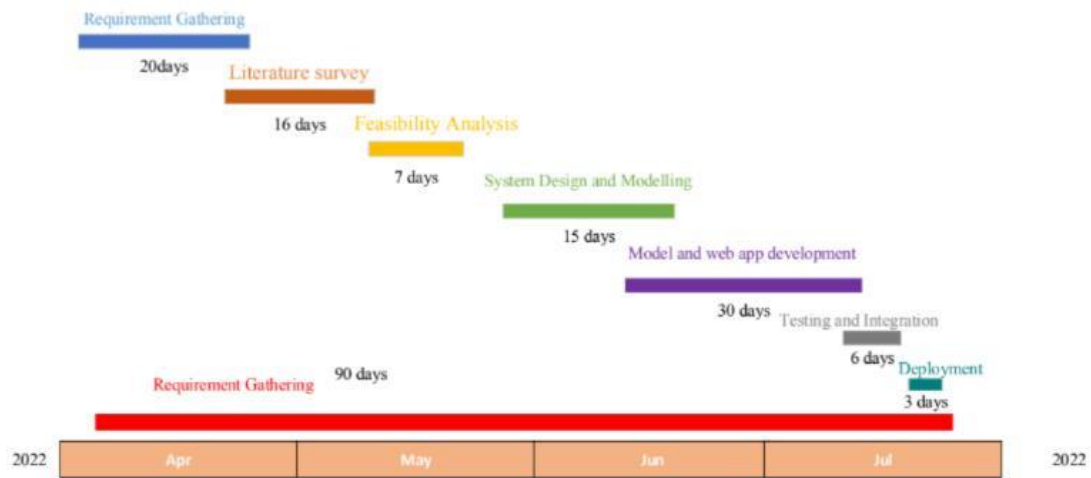 Requirement Gathering
20days
Literature survey
16 days
Feasibility Analysis
7 days
System Design and Modelling
15 days
Model and web app development
30 days
Testing and Integration
6 days
Deployment
3 days
90 days
Requirement Gathering
2022 Apr May Jun Jul 2022